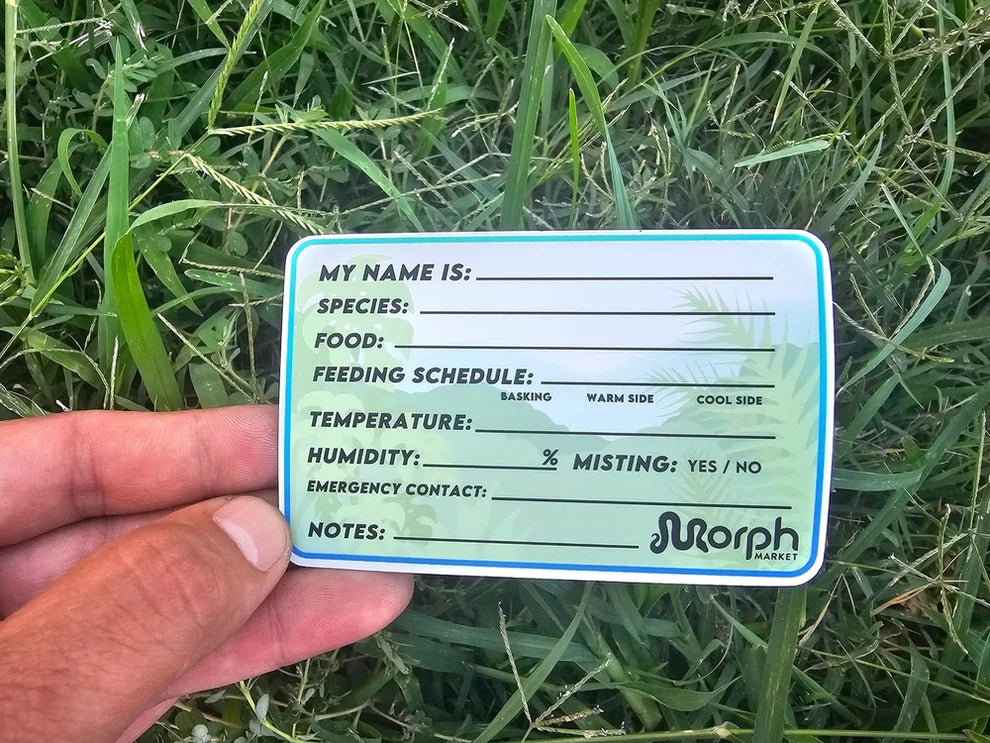 MY NAME IS:
SPECIES:
FOOD:
FEEDING SCHEDULE:
BASKING WARM SIDE COOL SIDE
TEMPERATURE:
HUMIDITY: % MISTING: YES / NO
EMERGENCY CONTACT:
NOTES:
Morph
MARKET